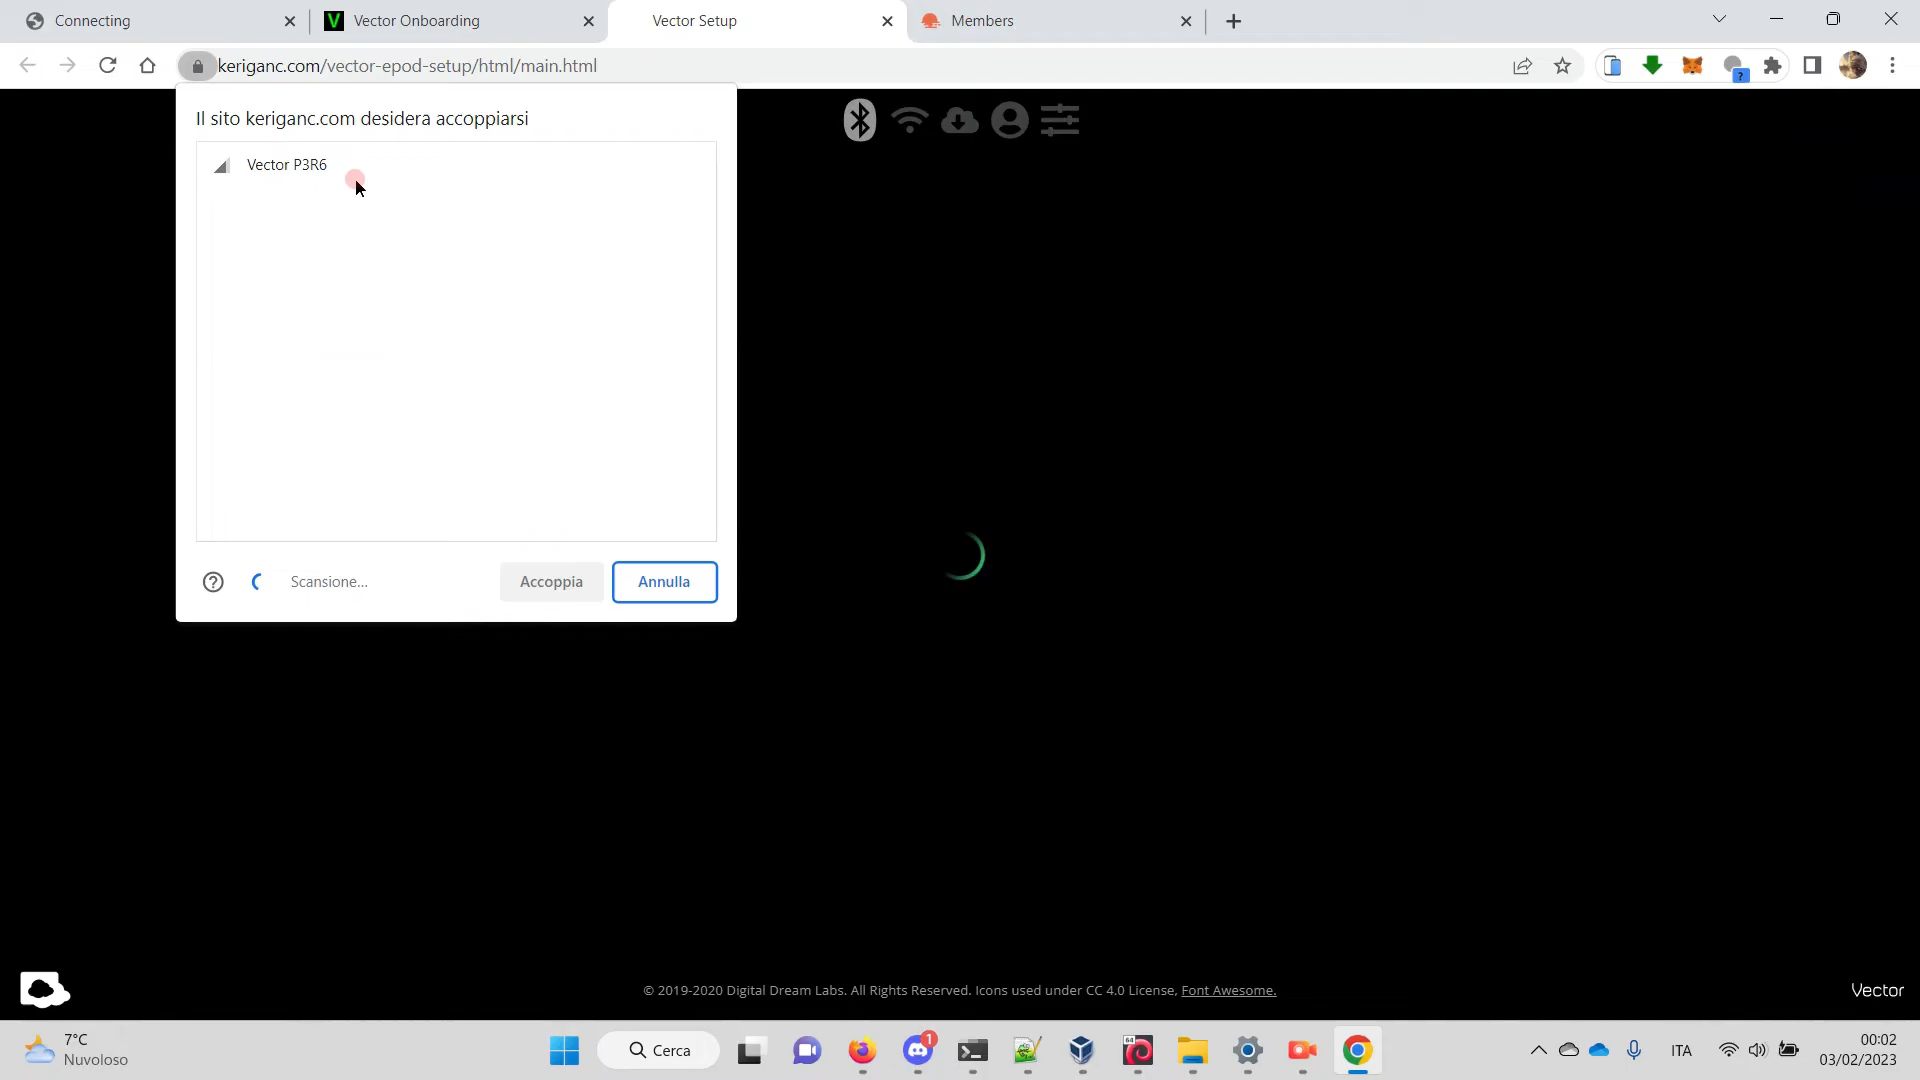 Connecting
Vector Onboarding
Vector Setup
Members
keriganc.com/vector-epod-setup/html/main.html
?
Il sito keriganc.com desidera accoppiarsi
Vector P3R6
Scansione...
Accoppia
Annulla
© 2019-2020 Digital Dream Labs. All Rights Reserved. Icons used under CC 4.0 License, Font Awesome.
Vector
7°C
Nuvoloso
Cerca
1
64
ITA
00:02
03/02/2023